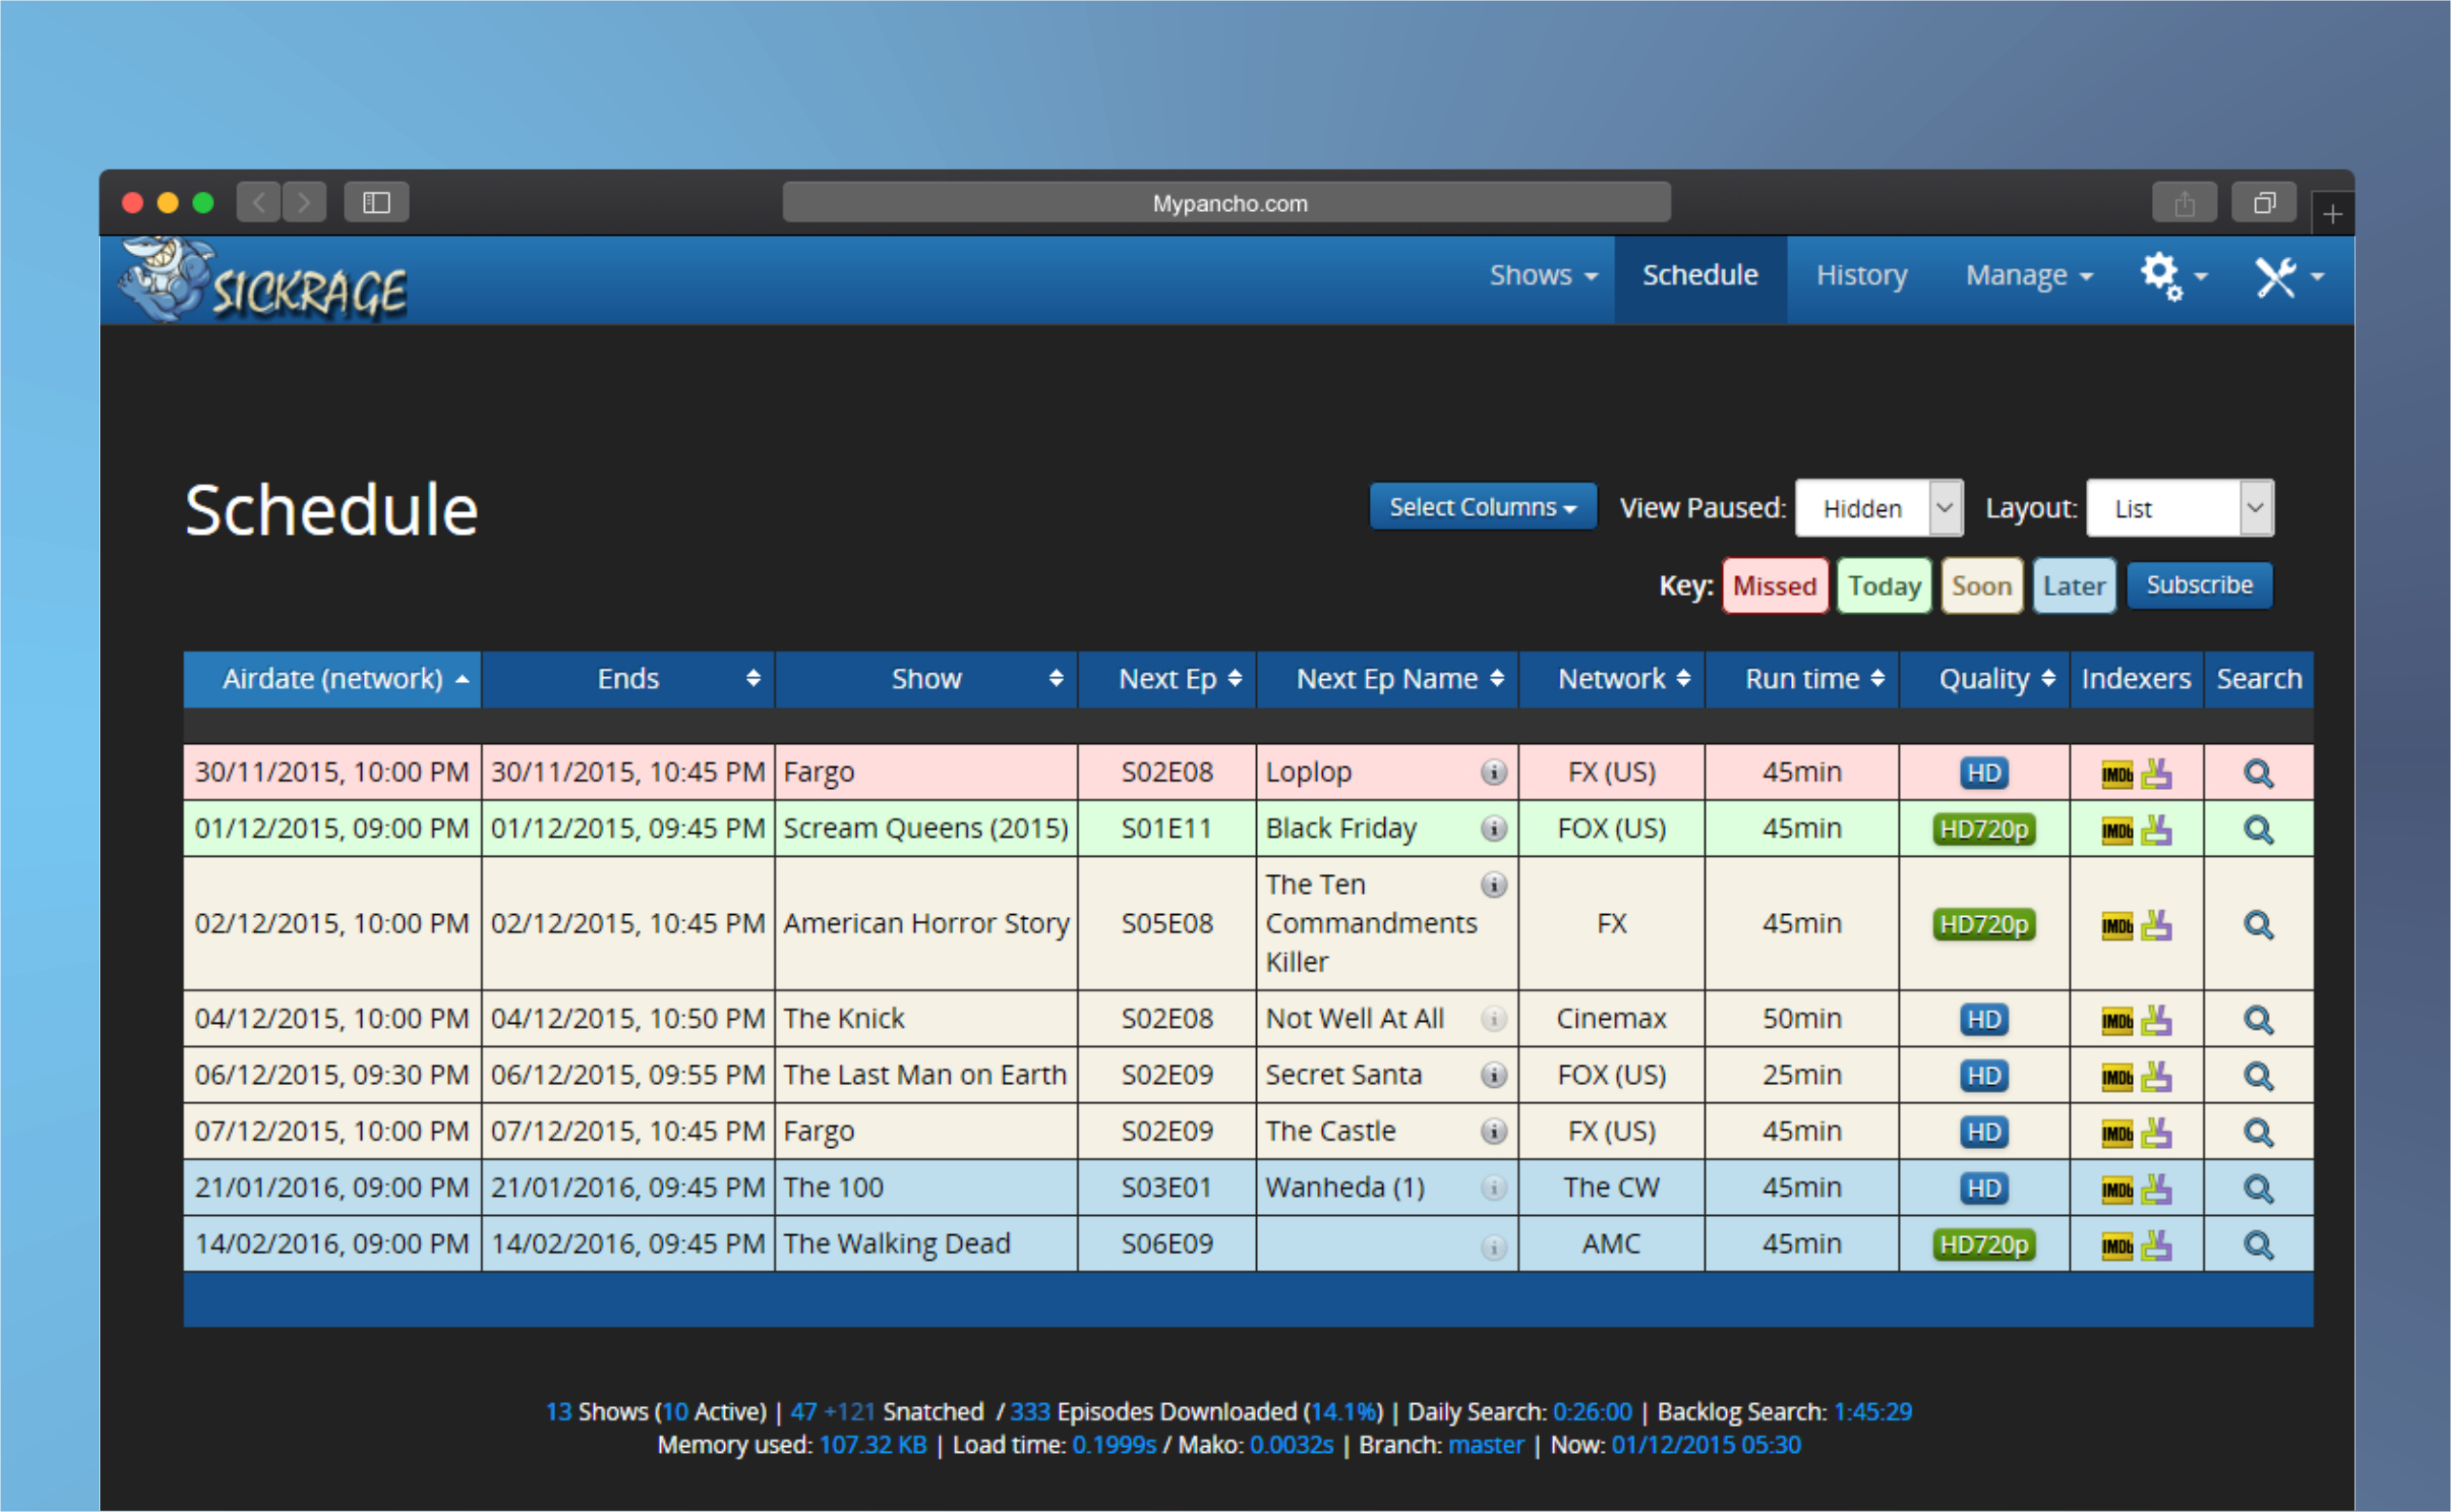 Mypancho.com
SICKRAGE
Shows Schedule History Manage
Schedule
Select Columns View Paused: Hidden Layout: List
Key: Missed Today Soon Later Subscribe
Airdate (network) Ends Show Next Ep Next Ep Name Network Run time Quality Indexers Search
30/11/2015, 10:00 PM 30/11/2015, 10:45 PM Fargo S02E08 Loplop FX (US) 45min HD IMDb
01/12/2015, 09:00 PM 01/12/2015, 09:45 PM Scream Queens (2015) S01E11 Black Friday FOX (US) 45min HD720p IMDb
The Ten
02/12/2015, 10:00 PM 02/12/2015, 10:45 PM American Horror Story S05E08 Commandments FX 45min HD720p IMDb
Killer
04/12/2015, 10:00 PM 04/12/2015, 10:50 PM The Knick S02E08 Not Well At All Cinemax 50min HD IMDb
06/12/2015, 09:30 PM 06/12/2015, 09:55 PM The Last Man on Earth S02E09 Secret Santa FOX (US) 25min HD IMDb
07/12/2015, 10:00 PM 07/12/2015, 10:45 PM Fargo S02E09 The Castle FX (US) 45min HD IMDb
21/01/2016, 09:00 PM 21/01/2016, 09:45 PM The 100 S03E01 Wanheda (1) The CW 45min HD IMDb
14/02/2016, 09:00 PM 14/02/2016, 09:45 PM The Walking Dead S06E09 AMC 45min HD720p IMDb
13 Shows (10 Active) | 47 +121 Snatched / 333 Episodes Downloaded (14.1%) | Daily Search: 0:26:00 | Backlog Search: 1:45:29
Memory used: 107.32 KB | Load time: 0.1999s / Mako: 0.0032s | Branch: master | Now: 01/12/2015 05:30